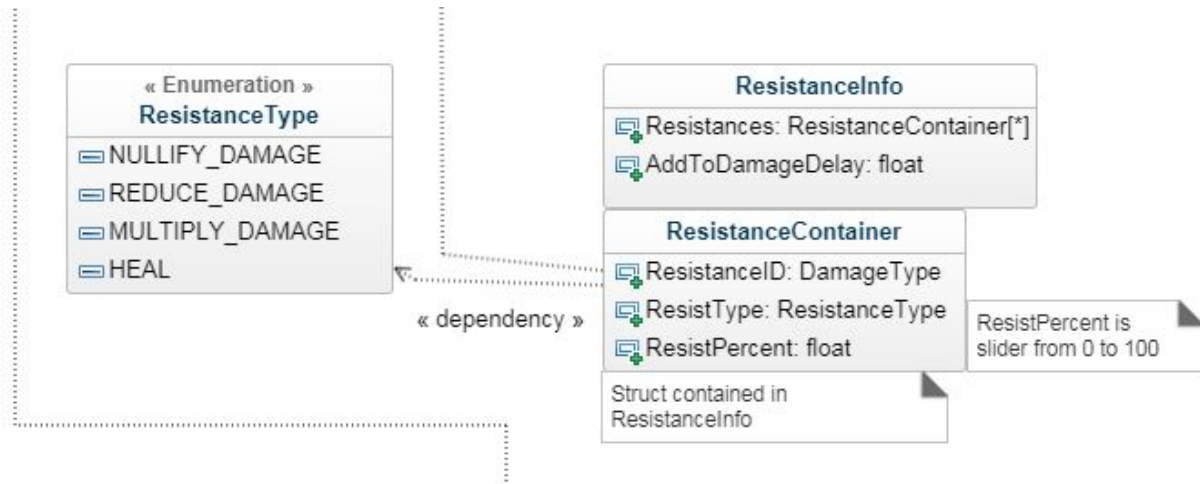 « Enumeration »
ResistanceType
NULLIFY_DAMAGE
REDUCE_DAMAGE
MULTIPLY_DAMAGE
HEAL
« dependency »
ResistanceInfo
Resistances: ResistanceContainer[*]
AddToDamageDelay: float
ResistanceContainer
ResistanceID: DamageType
ResistType: ResistanceType
ResistPercent: float
ResistPercent is
slider from 0 to 100
Struct contained in
ResistanceInfo